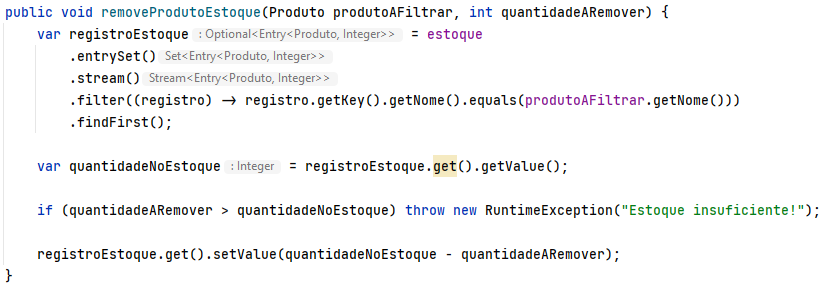 public void removeProdutoEstoque(Produto produtoAFiltrar, int quantidadeARemover) {
    var registroEstoque : Optional<Entry<Produto, Integer>> = estoque
        .entrySet() Set<Entry<Produto, Integer>>
        .stream() Stream<Entry<Produto, Integer>>
        .filter((registro) -> registro.getKey().getNome().equals(produtoAFiltrar.getNome()))
        .findFirst();

    var quantidadeNoEstoque : Integer = registroEstoque.get().getValue();

    if (quantidadeARemover > quantidadeNoEstoque) throw new RuntimeException("Estoque insuficiente!");

    registroEstoque.get().setValue(quantidadeNoEstoque - quantidadeARemover);
}